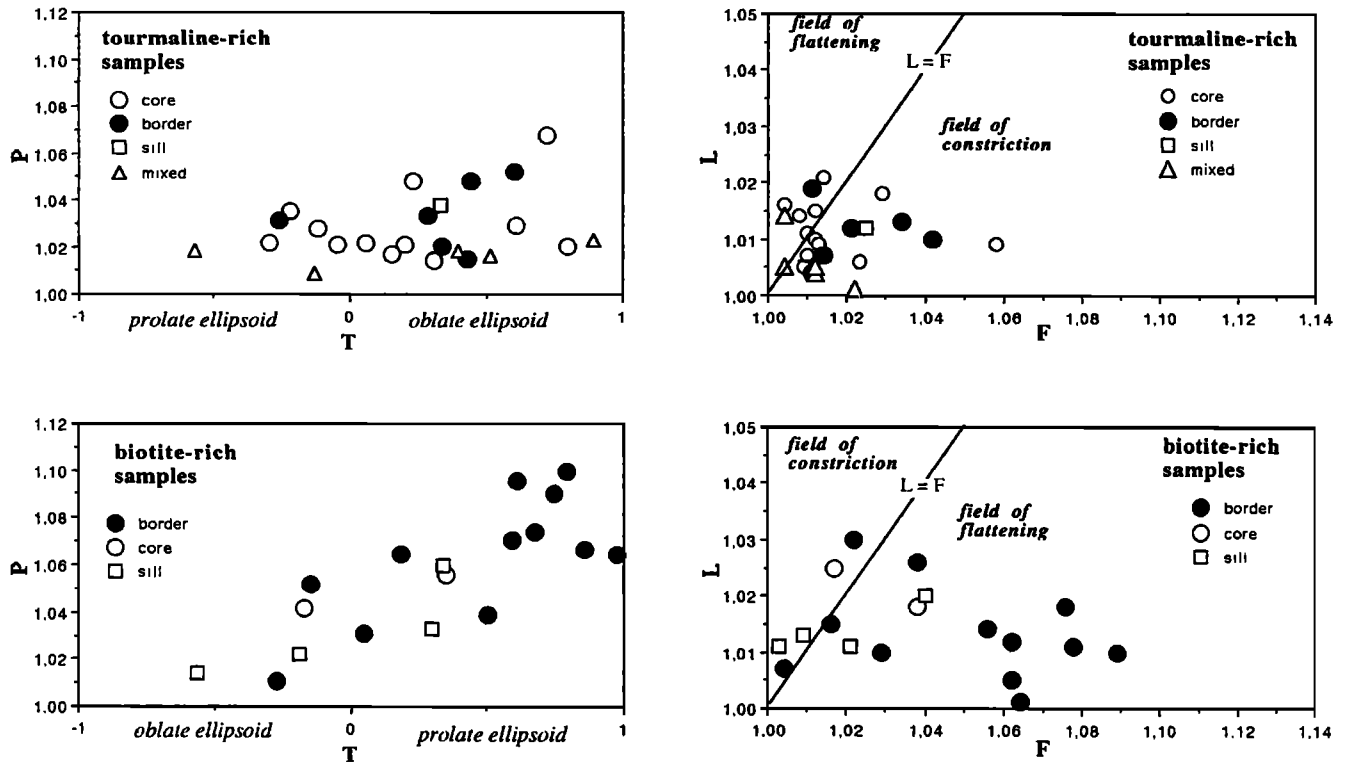 tourmaline-rich
samples
core
border
sill
mixed
P
1.12
1.10
1.08
1.06
1.04
1.02
1.00
-1
0
1
prolate ellipsoid
oblate ellipsoid
T
field of
flattening
L = F
field of
constriction
tourmaline-rich
samples
core
border
sill
mixed
L
1.05
1.04
1.03
1.02
1.01
1.00
1,00
1,02
1,04
1,06
1,08
1,10
1,12
1,14
F
biotite-rich
samples
border
core
sill
P
1.12
1.10
1.08
1.06
1.04
1.02
1.00
-1
0
1
oblate ellipsoid
prolate ellipsoid
T
field of
constriction
L = F
field of
flattening
biotite-rich
samples
border
core
sill
L
1,05
1.04
1.03
1.02
1.01
1.00
1,00
1,02
1,04
1,06
1,08
1,10
1,12
1,14
F